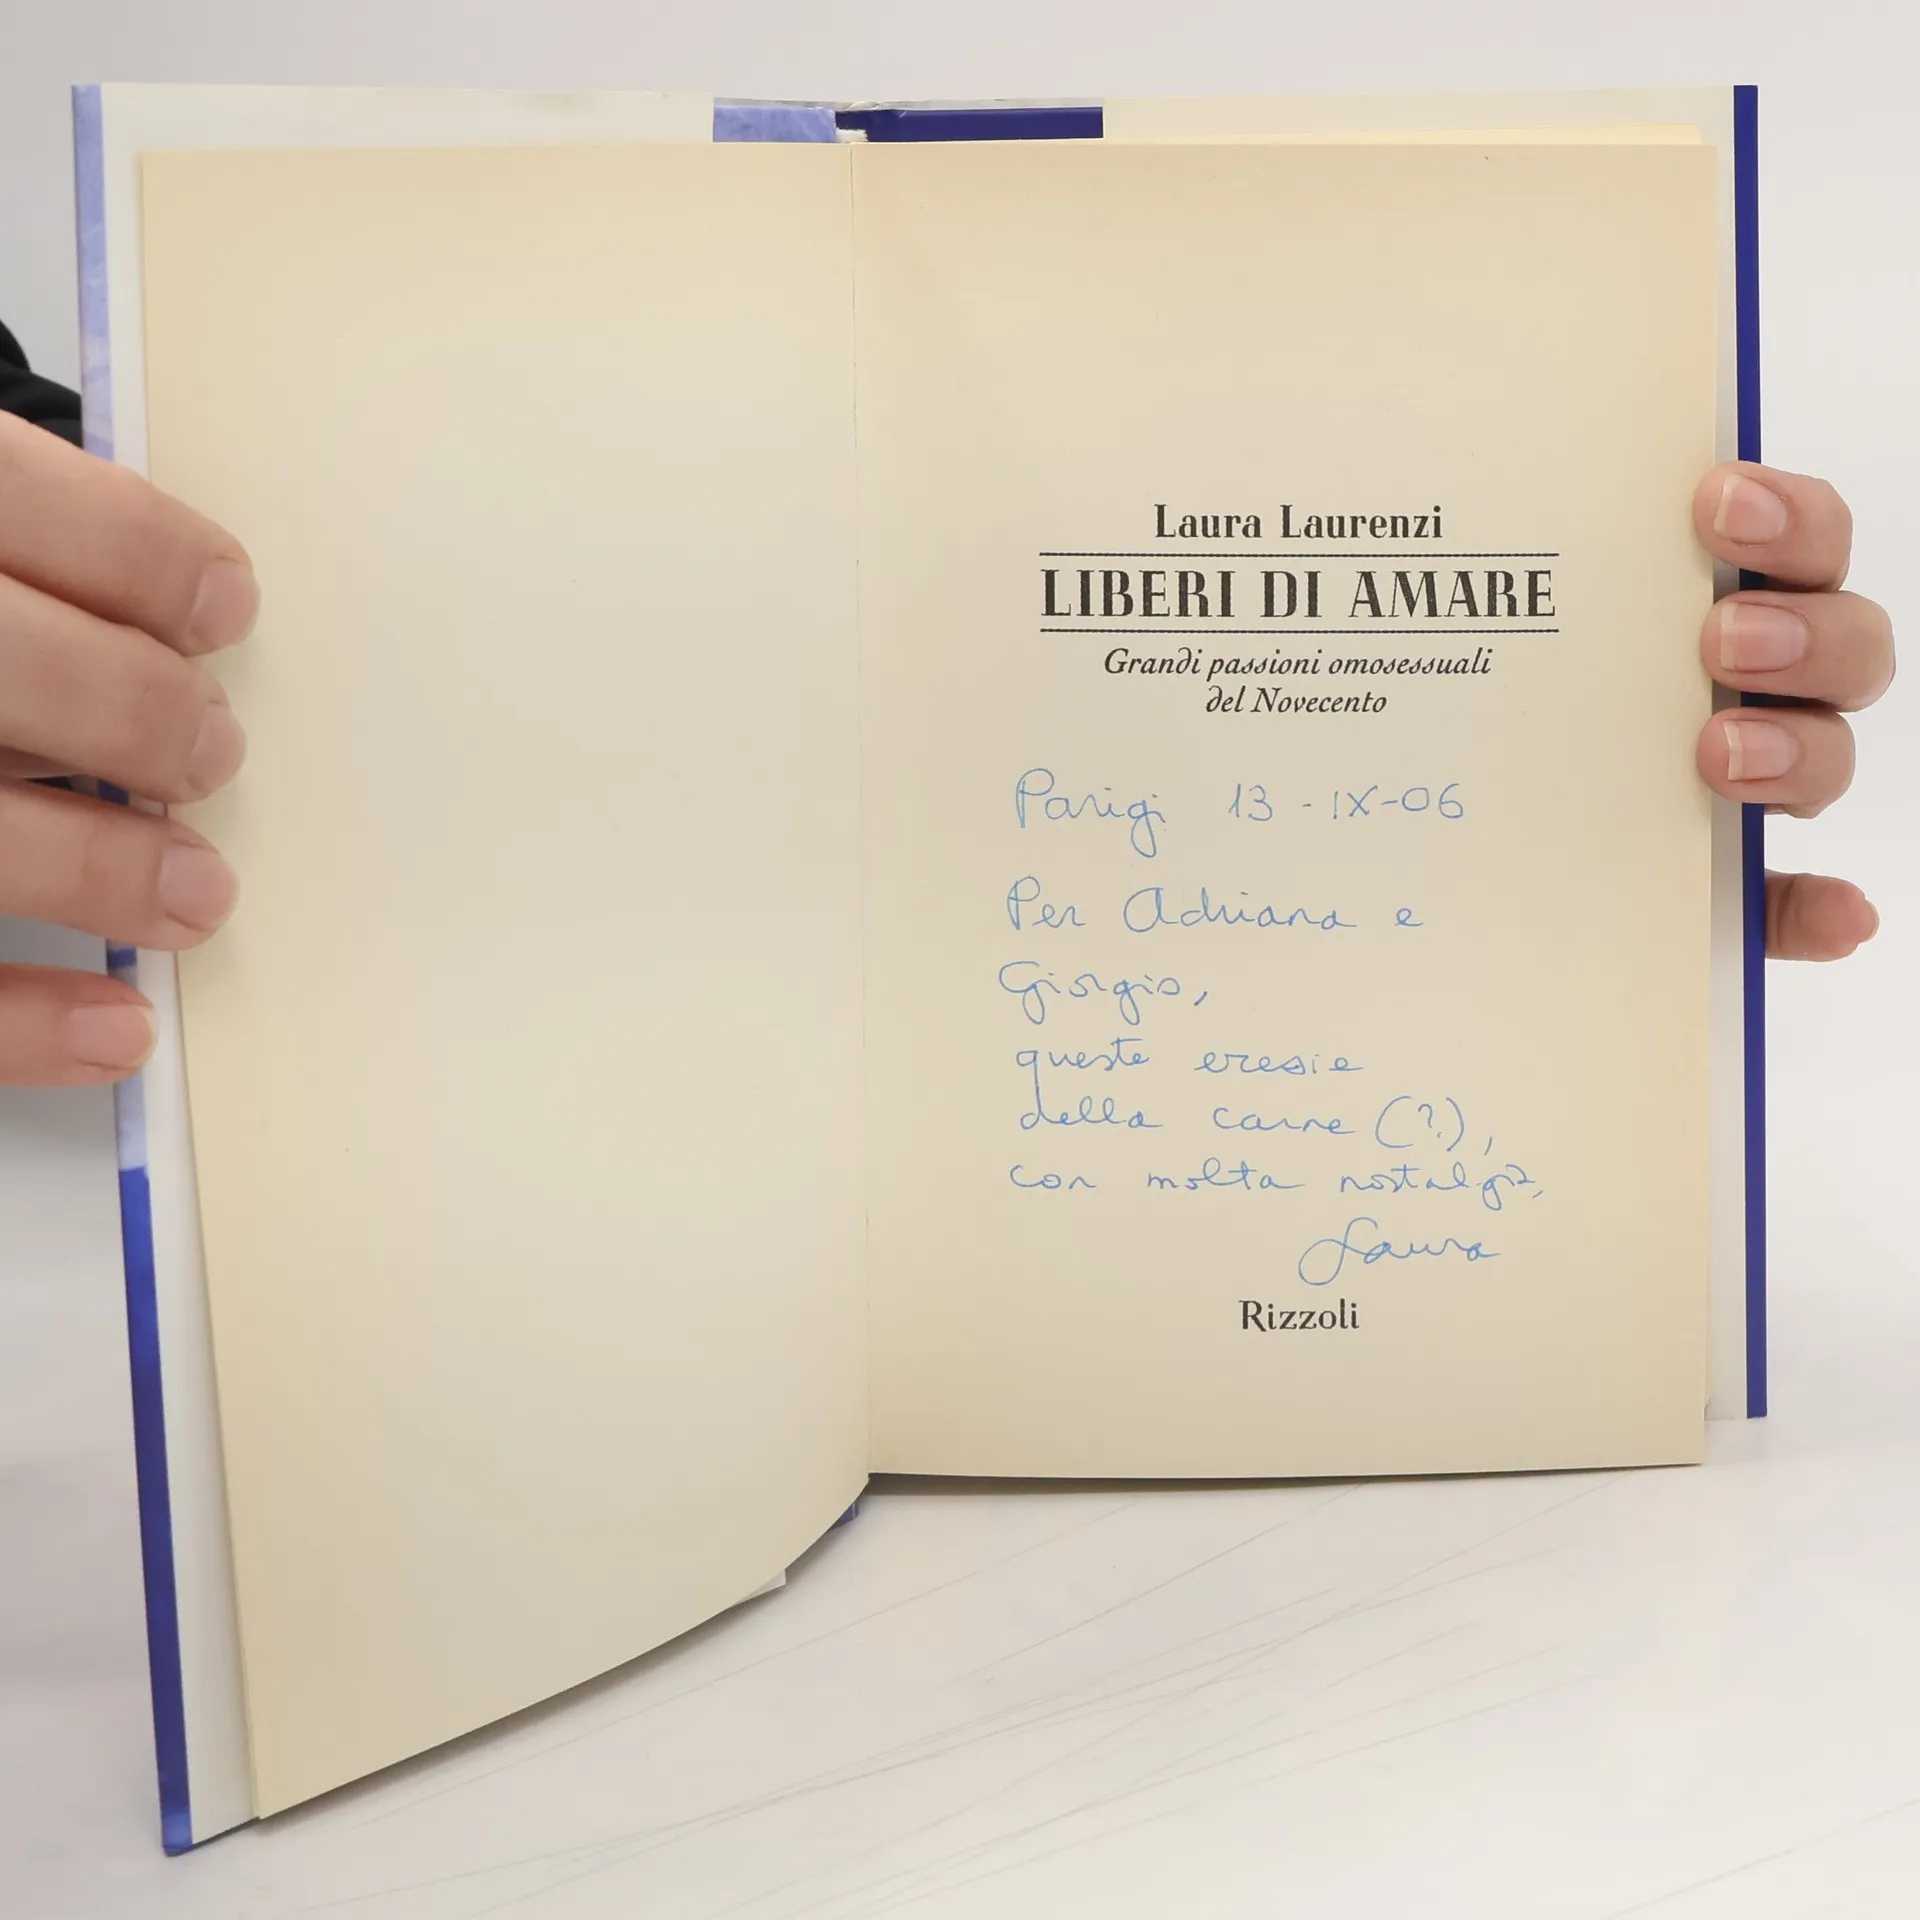 Laura Laurenzi
LIBERI DI AMARE
Grandi passioni omosessuali
del Novecento
Parigi 13-IX-06
Per Adriana e
Giorgio,
queste eresie
della carne (?),
con molta nostalgia,
Laura
Rizzoli